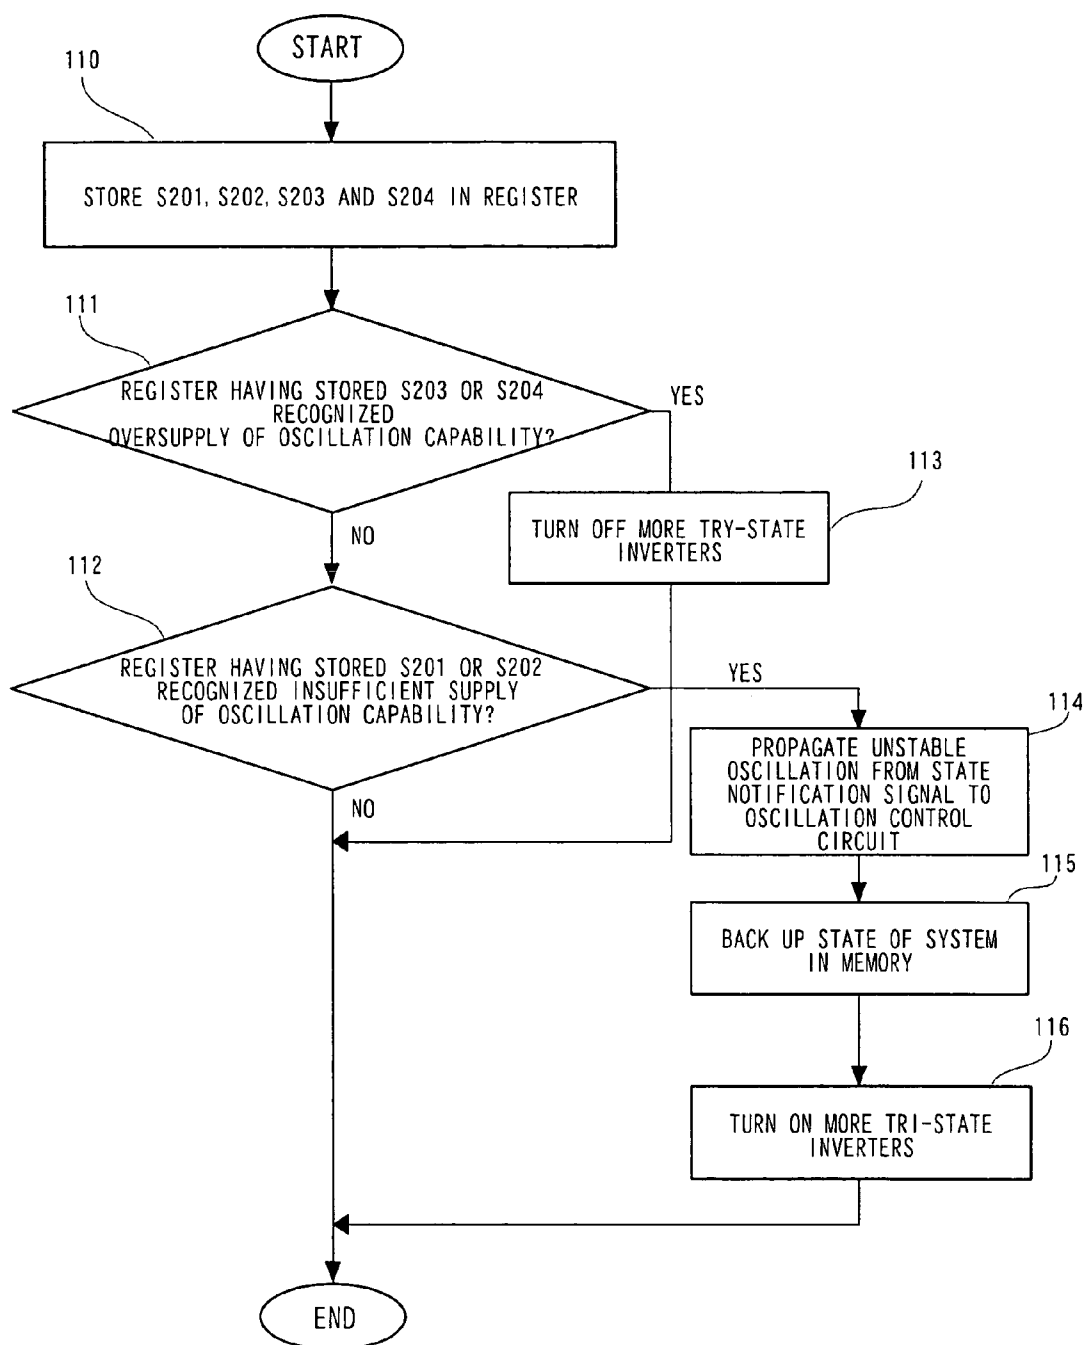 START
110
STORE S201, S202, S203 AND S204 IN REGISTER
111
REGISTER HAVING STORED S203 OR S204
RECOGNIZED
OVERSUPPLY OF OSCILLATION CAPABILITY?
YES
113
TURN OFF MORE TRY-STATE
INVERTERS
NO
112
REGISTER HAVING STORED S201 OR S202
RECOGNIZED INSUFFICIENT SUPPLY
OF OSCILLATION CAPABILITY?
YES
114
PROPAGATE UNSTABLE
OSCILLATION FROM STATE
NOTIFICATION SIGNAL TO
OSCILLATION CONTROL
CIRCUIT
NO
115
BACK UP STATE OF SYSTEM
IN MEMORY
116
TURN ON MORE TRI-STATE
INVERTERS
END